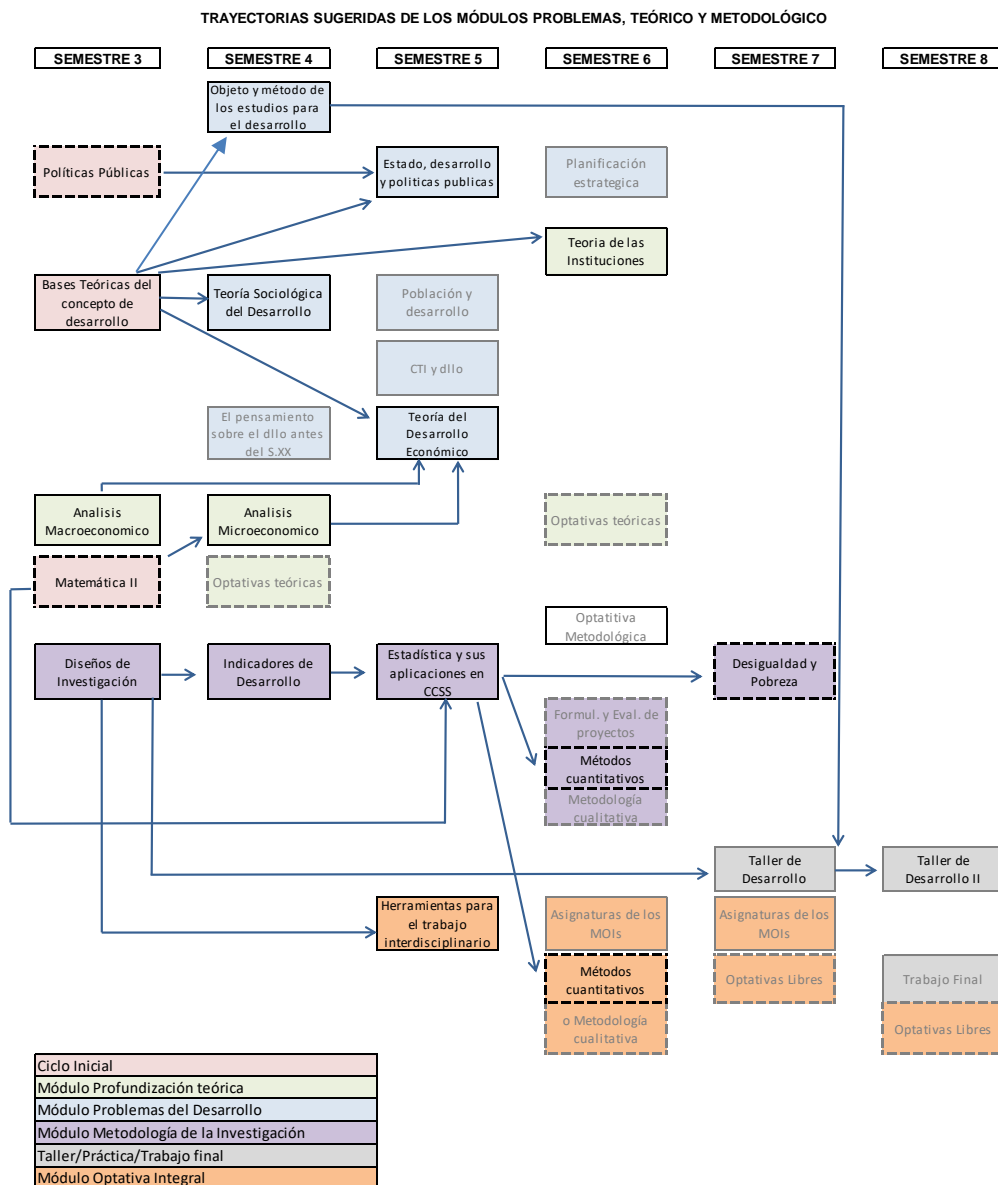 TRAYECTORIAS SUGERIDAS DE LOS MÓDULOS PROBLEMAS, TEÓRICO Y METODOLÓGICO
SEMESTRE 3
SEMESTRE 4
SEMESTRE 5
SEMESTRE 6
SEMESTRE 7
SEMESTRE 8
Objeto y método de
los estudios para
el desarrollo
Políticas Públicas
Estado, desarrollo
y politicas publicas
Planificación
estrategica
Teoria de las
Instituciones
Bases Teóricas del
concepto de
desarrollo
Teoría Sociológica
del Desarrollo
Población y
desarrollo
CTI y dllo
El pensamiento
sobre el dllo antes
del S.XX
Teoría del
Desarrollo
Económico
Analisis
Macroeconomico
Analisis
Microeconomico
Optativas teóricas
Matemática II
Optativas teóricas
Optatitiva
Metodológica
Diseños de
Investigación
Indicadores de
Desarrollo
Estadística y sus
aplicaciones en
CCSS
Desigualdad y
Pobreza
Formul. y Eval. de
proyectos
Métodos
cuantitativos
Metodología
cualitativa
Taller de
Desarrollo
Taller de
Desarrollo II
Herramientas para
el trabajo
interdisciplinario
Asignaturas de los
MOIs
Asignaturas de los
MOIs
Métodos
cuantitativos
Optativas Libres
Trabajo Final
o Metodología
cualitativa
Optativas Libres
Ciclo Inicial
Módulo Profundización teórica
Módulo Problemas del Desarrollo
Módulo Metodología de la Investigación
Taller/Práctica/Trabajo final
Módulo Optativa Integral